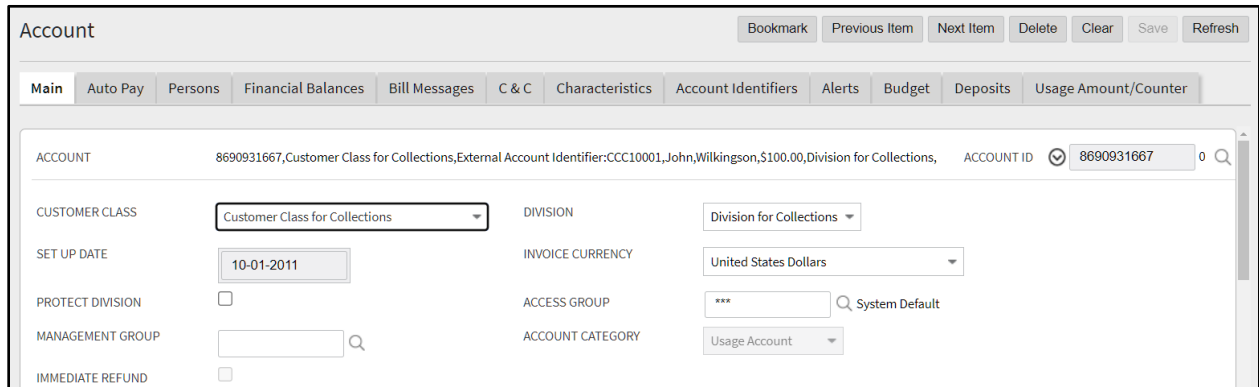 Account
Bookmark Previous Item Next Item Delete Clear Save Refresh
Main Auto Pay Persons Financial Balances Bill Messages C & C Characteristics Account Identifiers Alerts Budget Deposits Usage Amount/Counter
ACCOUNT 8690931667,Customer Class for Collections,External Account Identifier:CCC10001,John,Wilkingson,$100.00,Division for Collections, ACCOUNT ID 8690931667 0
CUSTOMER CLASS Customer Class for Collections DIVISION Division for Collections
SET UP DATE 10-01-2011 INVOICE CURRENCY United States Dollars
PROTECT DIVISION ACCESS GROUP *** System Default
MANAGEMENT GROUP ACCOUNT CATEGORY Usage Account
IMMEDIATE REFUND